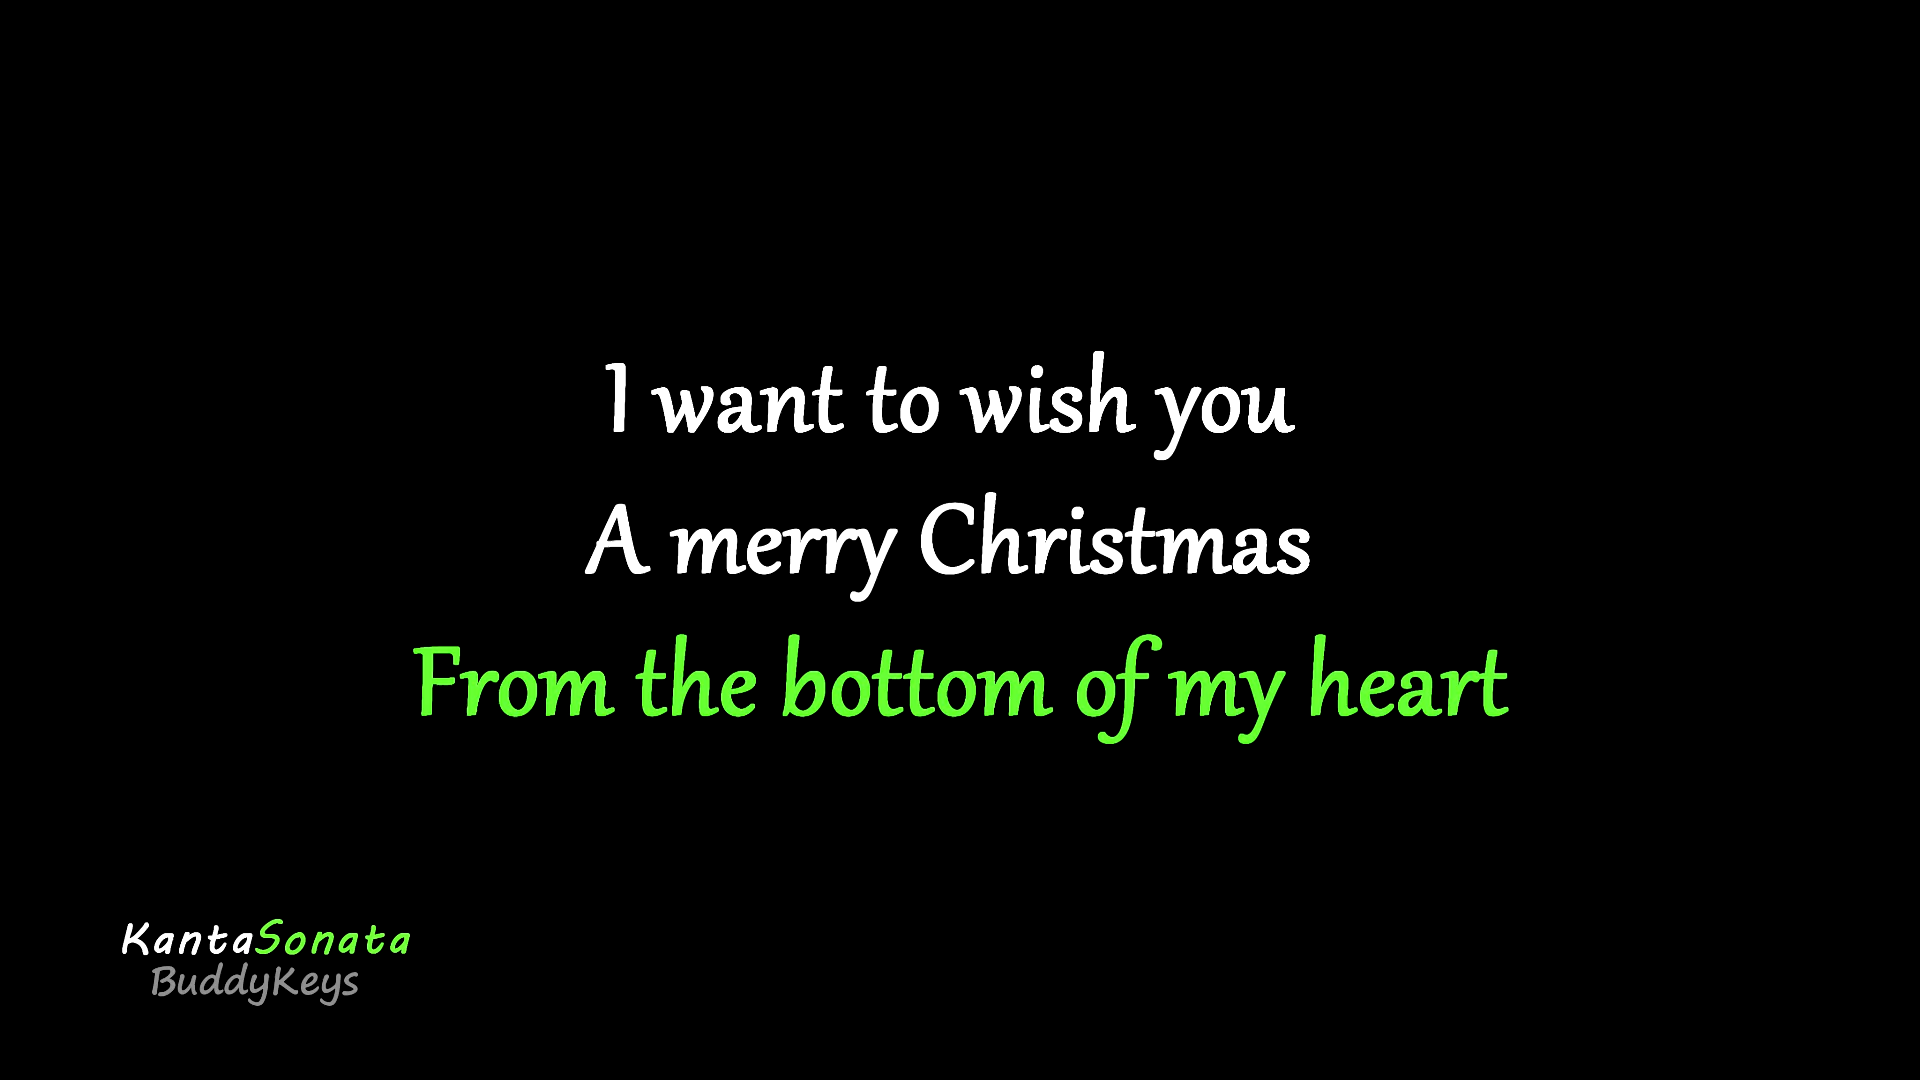 I want to wish you
A merry Christmas
From the bottom of my heart
KantaSonata
BuddyKeys